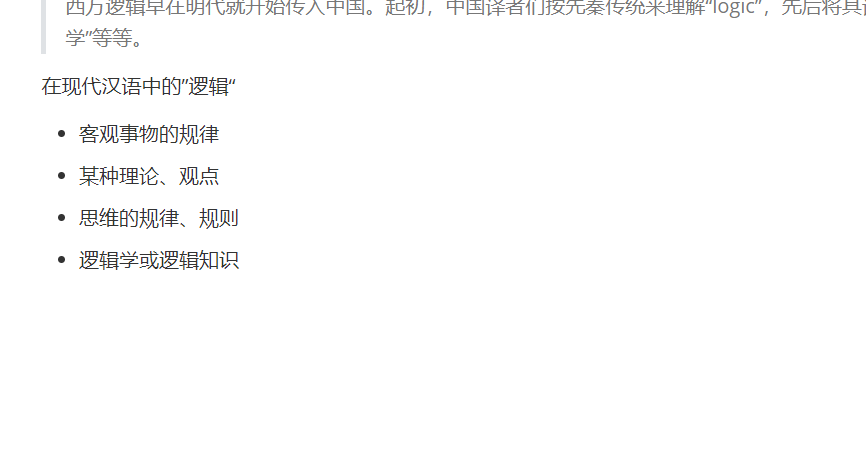 西方逻辑早在明代就开始传入中国。起初，中国译者们按先秦传统来理解“logic”，先后将其
学”等等。
在现代汉语中的”逻辑“
客观事物的规律
某种理论、观点
思维的规律、规则
逻辑学或逻辑知识